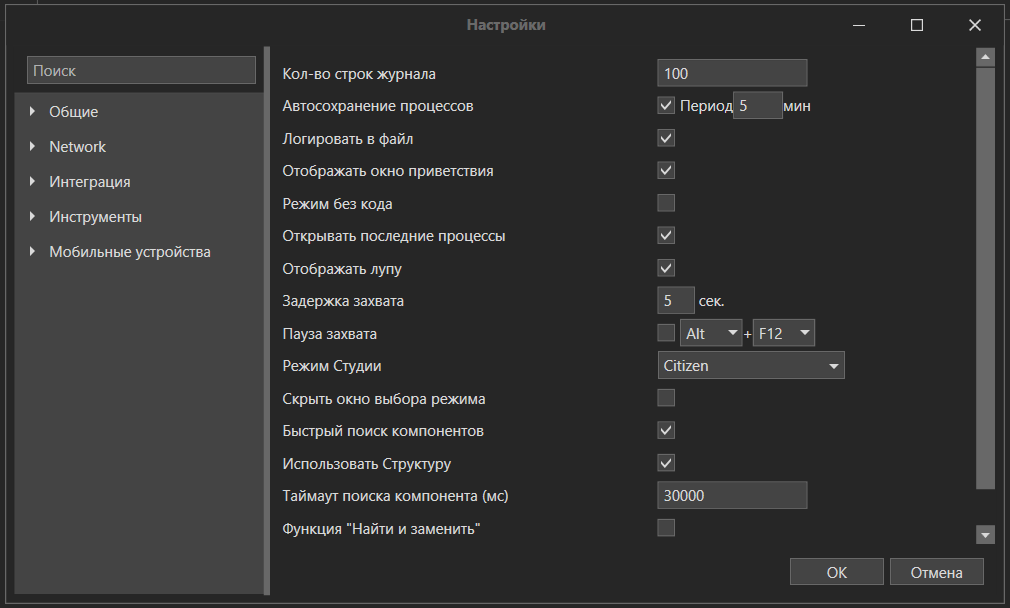 Настройки
Поиск
Общие
Network
Интеграция
Инструменты
Мобильные устройства
Кол-во строк журнала 100
Автосохранение процессов Период 5 мин
Логировать в файл
Отображать окно приветствия
Режим без кода
Открывать последние процессы
Отображать лупу
Задержка захвата 5 сек.
Пауза захвата Alt + F12
Режим Студии Citizen
Скрыть окно выбора режима
Быстрый поиск компонентов
Использовать Структуру
Таймаут поиска компонента (мс) 30000
Функция "Найти и заменить"
OK Отмена